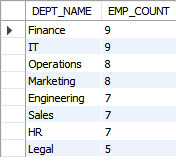 DEPT_NAME EMP_COUNT
Finance 9
IT 9
Operations 8
Marketing 8
Engineering 7
Sales 7
HR 7
Legal 5